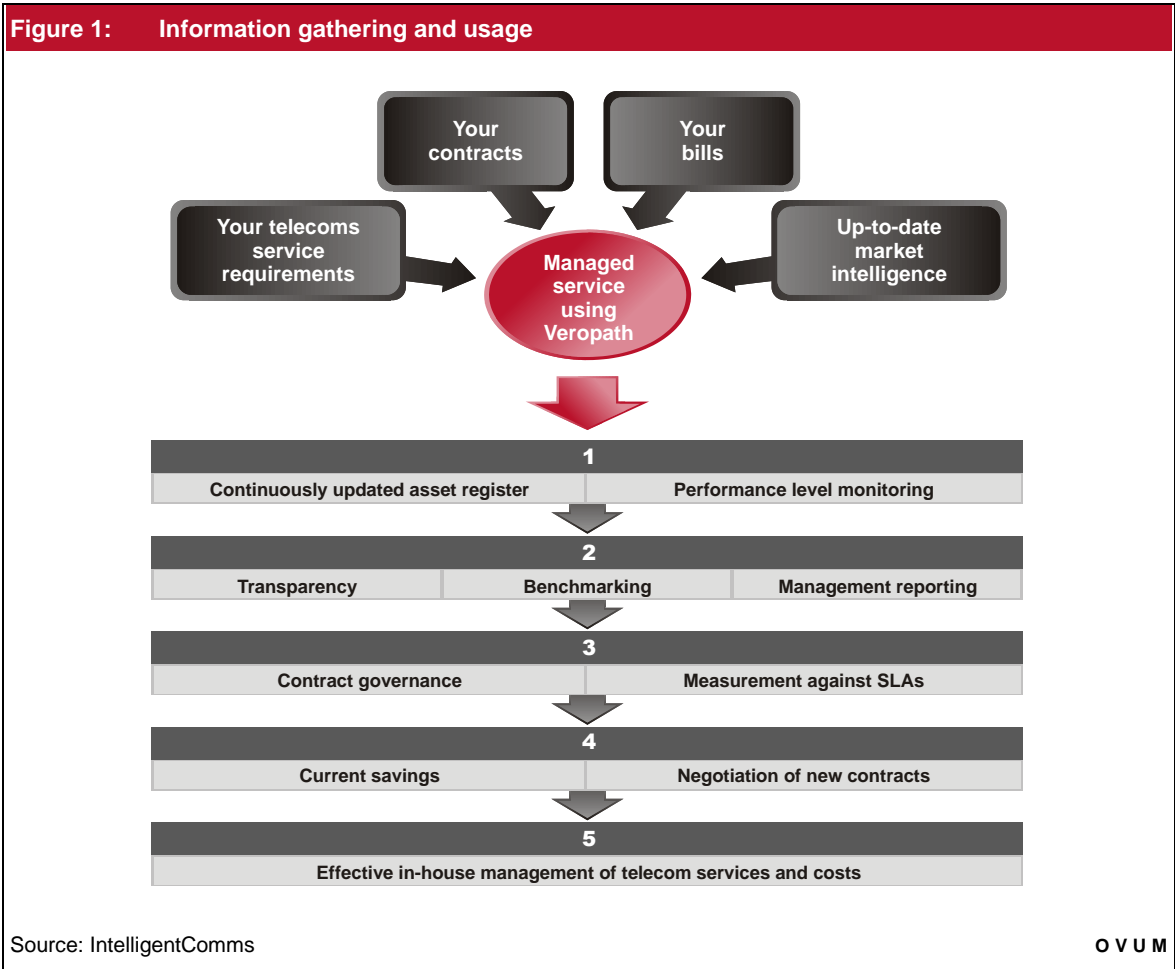 Figure 1: Information gathering and usage
Your
contracts
Your
bills
Your telecoms
service
requirements
Up-to-date
market
intelligence
Managed
service
using
Veropath
1
Continuously updated asset register
Performance level monitoring
2
Transparency
Benchmarking
Management reporting
3
Contract governance
Measurement against SLAs
4
Current savings
Negotiation of new contracts
5
Effective in-house management of telecom services and costs
Source: IntelligentComms
OVUM